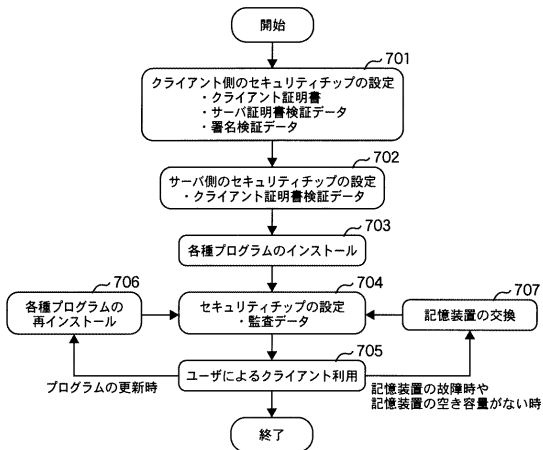 開始
701
クライアント側のセキュリティチップの設定
・クライアント証明書
・サーバ証明書検証データ
・署名検証データ
702
サーバ側のセキュリティチップの設定
・クライアント証明書検証データ
703
各種プログラムのインストール
706
各種プログラムの
再インストール
704
セキュリティチップの設定
・監査データ
707
記憶装置の交換
705
ユーザによるクライアント利用
プログラムの更新時
記憶装置の故障時や
記憶装置の空き容量がない時
終了